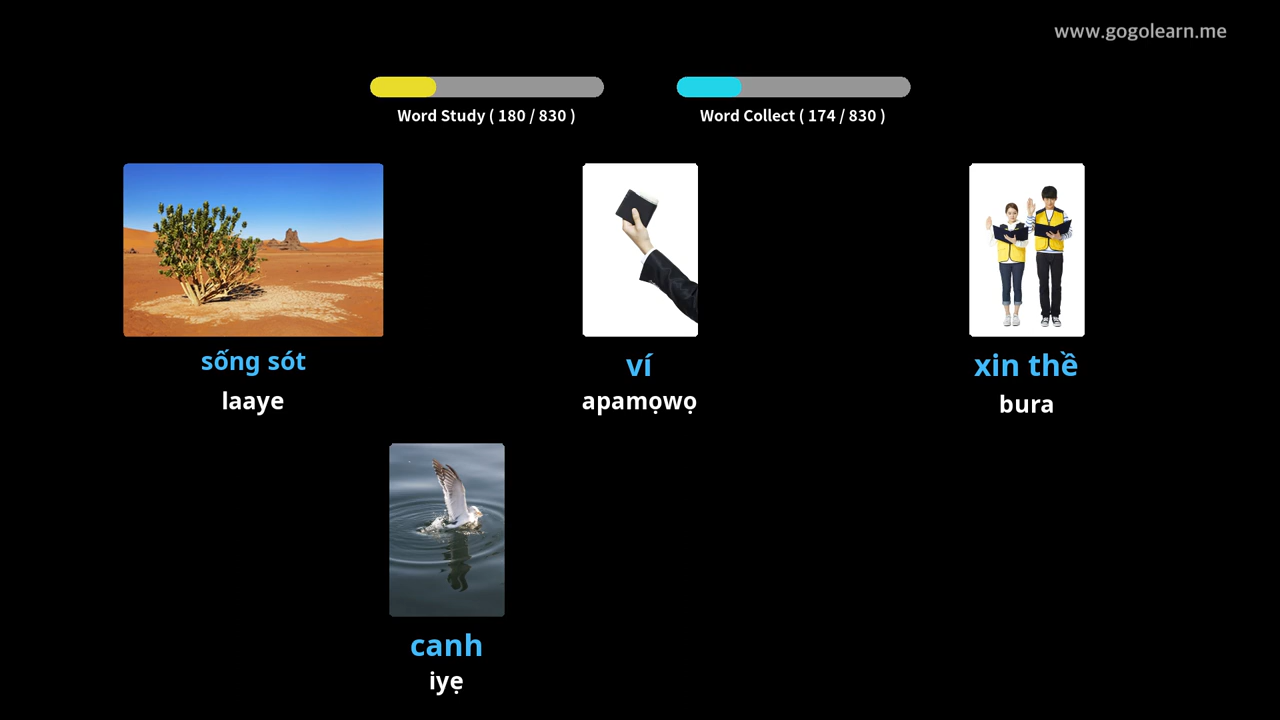 www.gogolearn.me
Word Study ( 180 / 830 )
Word Collect ( 174 / 830 )
sống sót
laaye
ví
apamọwọ
xin thề
bura
canh
iyẹ